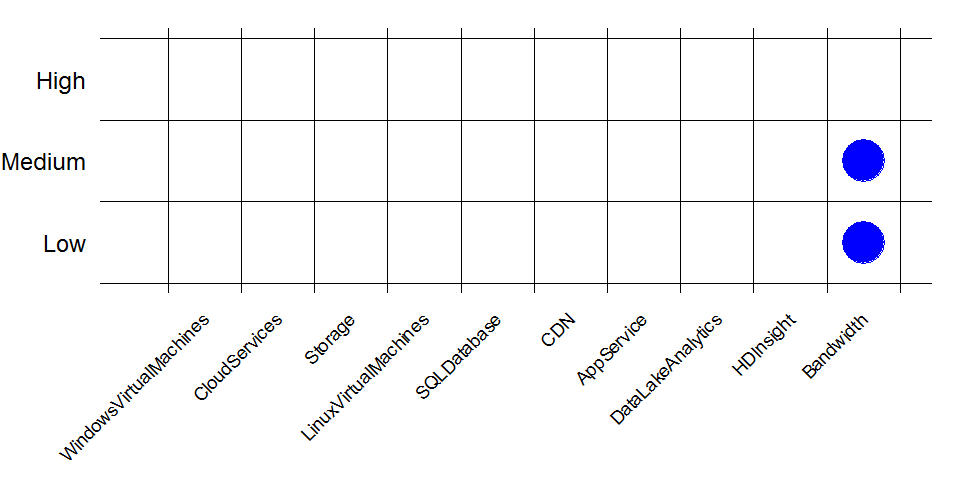 High
Medium
Low
WindowsVirtualMachines
CloudServices
Storage
LinuxVirtualMachines
SQLDatabase
CDN
AppService
DataLakeAnalytics
HDInsight
Bandwidth